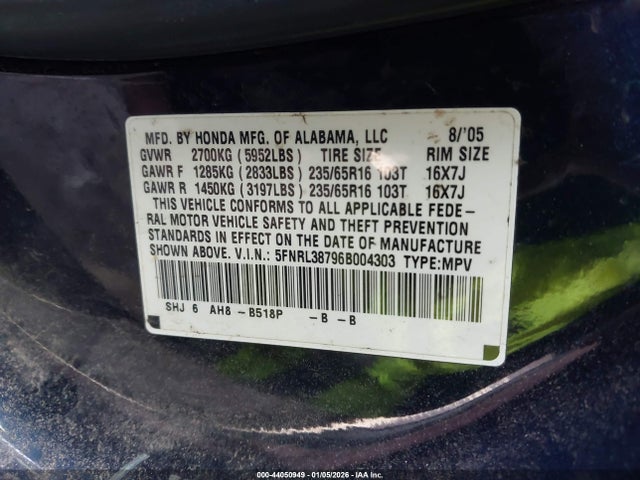 MFD. BY HONDA MFG. OF ALABAMA, LLC 8/'05
GVWR 2700KG (5952LBS) TIRE SIZE RIM SIZE
GAWR F 1285KG (2833LBS) 235/65R16 103T 16X7J
GAWR R 1450KG (3197LBS) 235/65R16 103T 16X7J
THIS VEHICLE CONFORMS TO ALL APPLICABLE FEDE-
RAL MOTOR VEHICLE SAFETY AND THEFT PREVENTION
STANDARDS IN EFFECT ON THE DATE OF MANUFACTURE
SHOWN ABOVE. V.I.N.: 5FNRL38796B004303 TYPE:MPV
SHJ 6 AH8 - B518P - B - B
000-44050949 - 01/05/2026 - IAA INC.